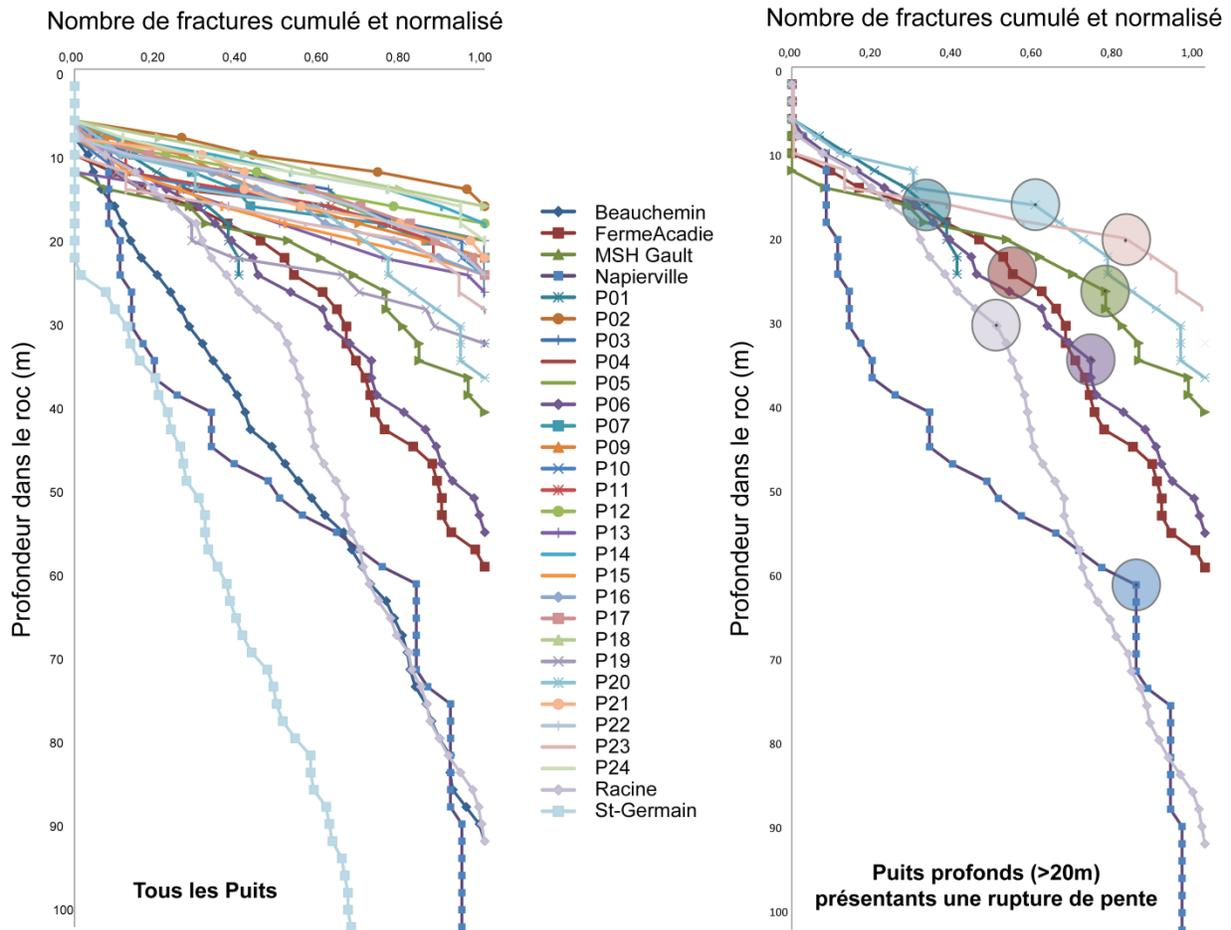 Nombre de fractures cumulé et normalisé
0,00 0,20 0,40 0,60 0,80 1,00
0
10
20
30
40
50
60
70
80
90
100
Profondeur dans le roc (m)
Tous les Puits
Beauchemin
FermeAcadie
MSH Gault
Napierville
P01
P02
P03
P04
P05
P06
P07
P09
P10
P11
P12
P13
P14
P15
P16
P17
P18
P19
P20
P21
P22
P23
P24
Racine
St-Germain
Nombre de fractures cumulé et normalisé
0,00 0,20 0,40 0,60 0,80 1,00
0
10
20
30
40
50
60
70
80
90
100
Profondeur dans le roc (m)
Puits profonds (>20m)
présentants une rupture de pente